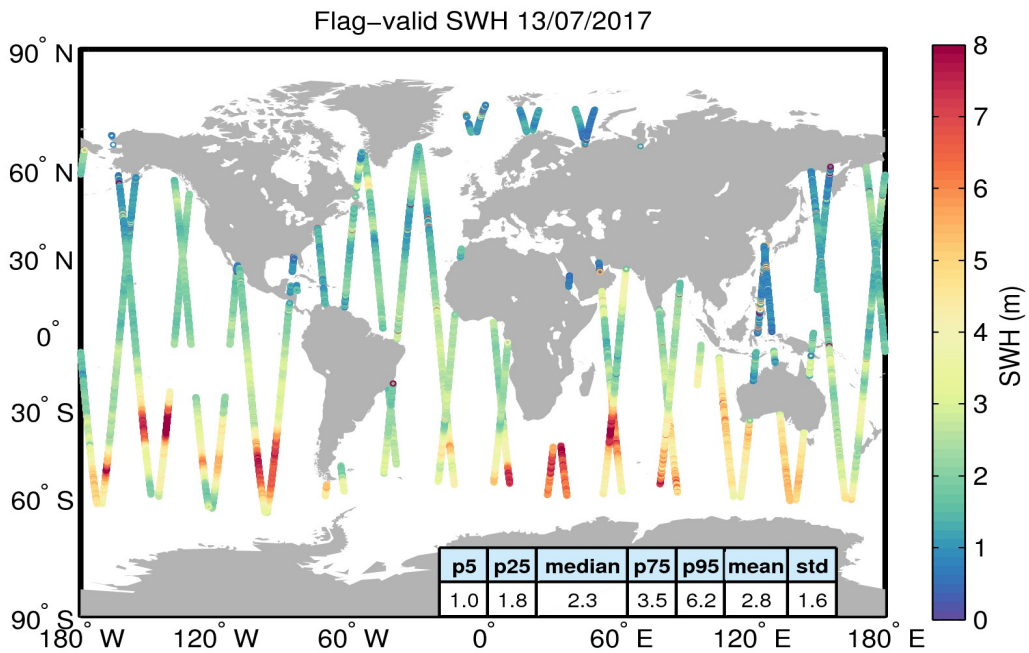 Flag−valid SWH 13/07/2017
90° N
60° N
30° N
0°
30° S
60° S
90° S
180° W
120° W
60° W
0°
60° E
120° E
180° E
p5 p25 median p75 p95 mean std
1.0 1.8 2.3 3.5 6.2 2.8 1.6
8
7
6
5
4
3
2
1
0
SWH (m)